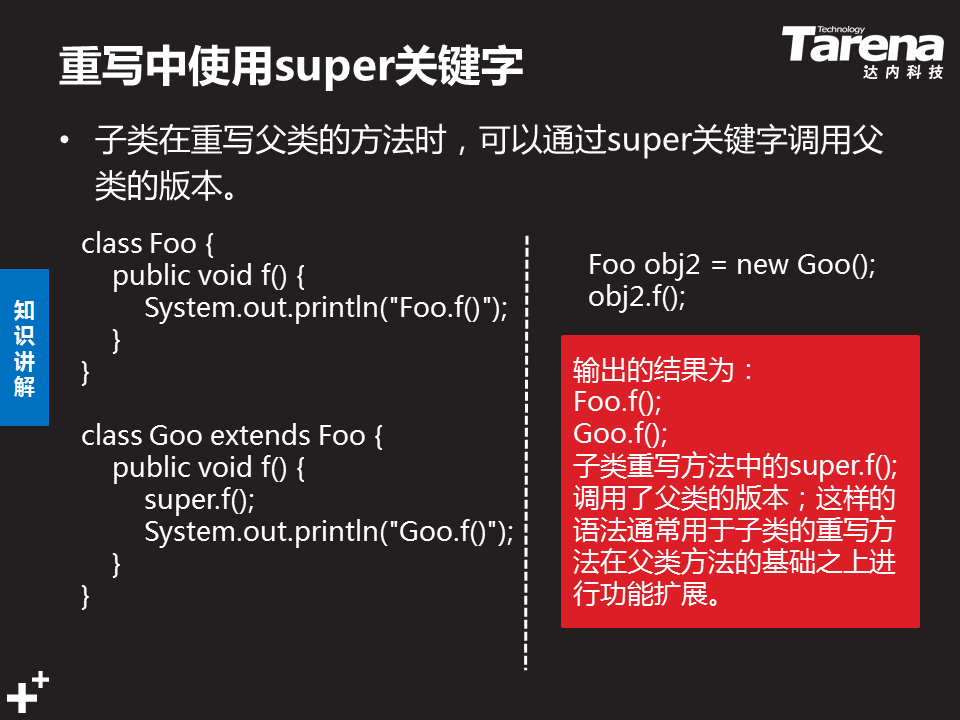 重写中使用super关键字
Technology
Tarena
达内科技
• 子类在重写父类的方法时，可以通过super关键字调用父
类的版本。
知
识
讲
解
class Foo {
public void f() {
System.out.println("Foo.f()");
}
}
class Goo extends Foo {
public void f() {
super.f();
System.out.println("Goo.f()");
}
}
Foo obj2 = new Goo();
obj2.f();
输出的结果为：
Foo.f();
Goo.f();
子类重写方法中的super.f();
调用了父类的版本；这样的
语法通常用于子类的重写方
法在父类方法的基础之上进
行功能扩展。